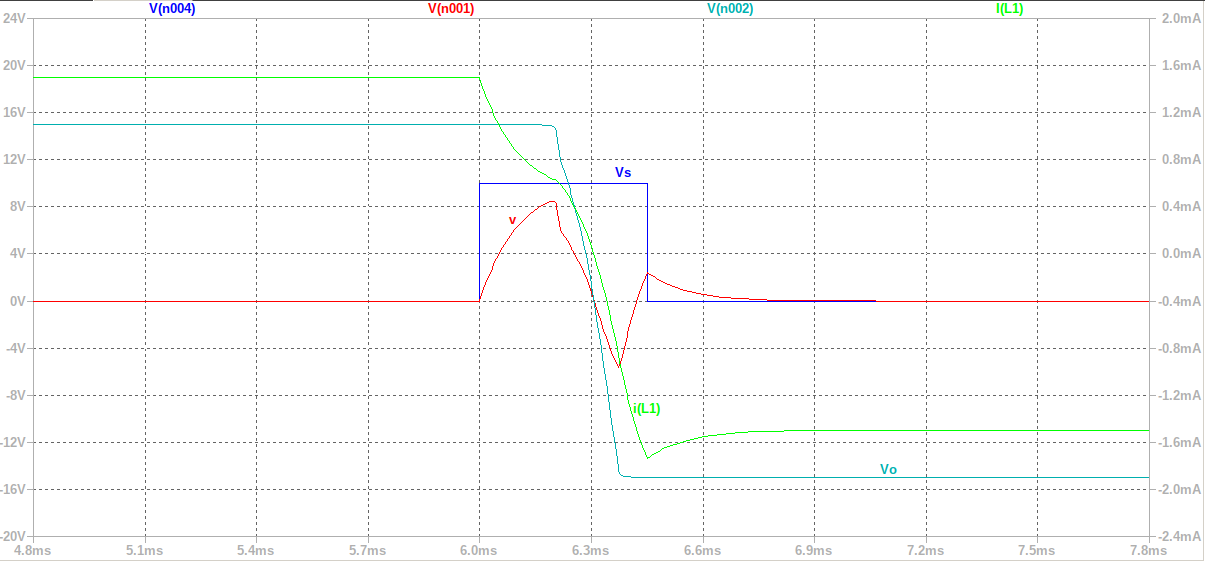 V(n004) V(n001) V(n002) I(L1)
24V 2.0mA
20V 1.6mA
16V 1.2mA
12V 0.8mA
Vs
8V 0.4mA
v
4V 0.0mA
0V -0.4mA
-4V -0.8mA
-8V -1.2mA
i(L1)
-12V -1.6mA
Vo
-16V -2.0mA
-20V -2.4mA
4.8ms 5.1ms 5.4ms 5.7ms 6.0ms 6.3ms 6.6ms 6.9ms 7.2ms 7.5ms 7.8ms